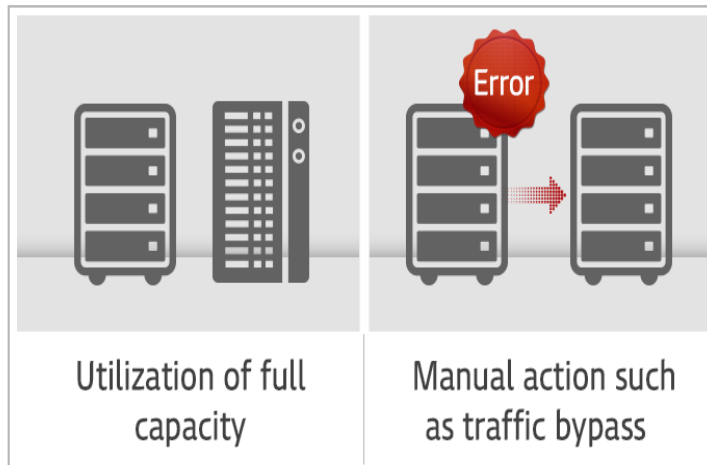 Error
Utilization of full
capacity
Manual action such
as traffic bypass